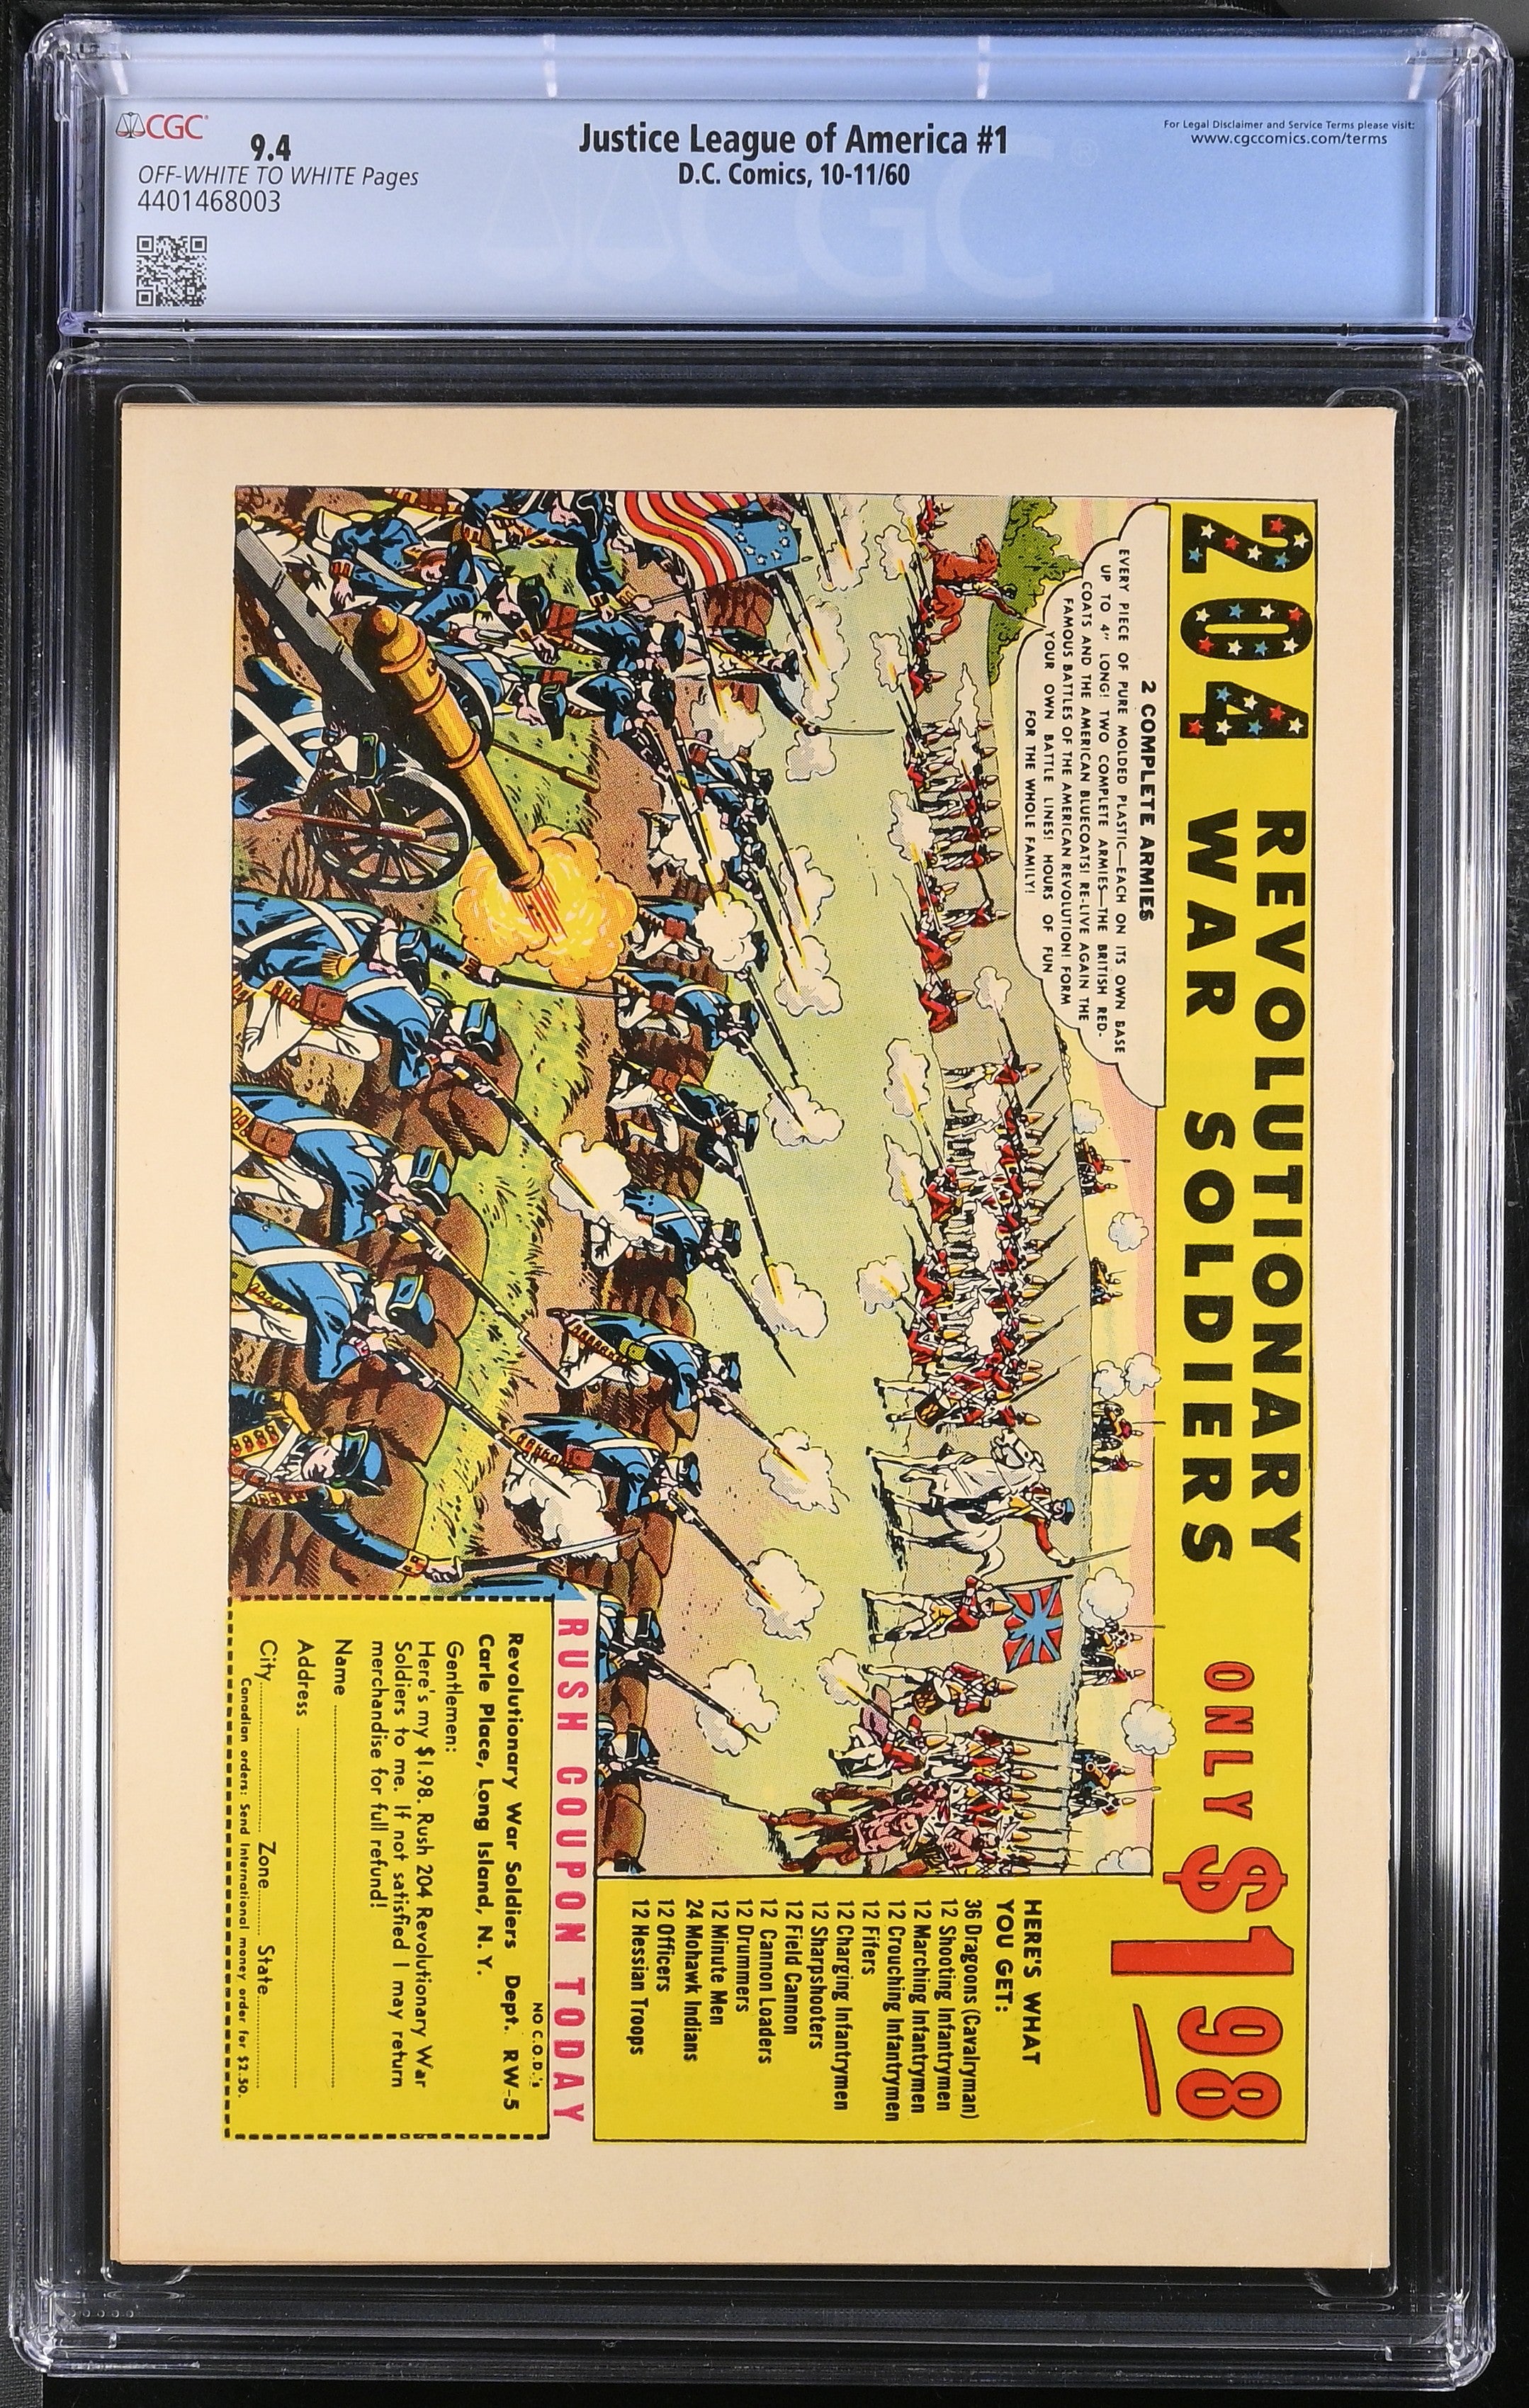 CGC
9.4
OFF-WHITE TO WHITE Pages
4401468003
Justice League of America #1
D.C. Comics, 10-11/60
For Legal Disclaimer and Service Terms please visit:
www.cgccomics.com/terms
CGC
204 REVOLUTIONARY
WAR SOLDIERS
ONLY $1.98
2 COMPLETE ARMIES
EVERY PIECE OF PURE MOLDED PLASTIC—EACH ON ITS OWN BASE
UP TO 4" LONG! TWO COMPLETE ARMIES—THE BRITISH RED-
COATS AND THE AMERICAN BLUECOATS! RE-LIVE AGAIN THE
FAMOUS BATTLES OF THE AMERICAN REVOLUTION! FORM
YOUR OWN BATTLE LINES! HOURS OF FUN
FOR THE WHOLE FAMILY!
HERE'S WHAT
YOU GET:
36 Dragoons (Cavalryman)
12 Shooting Infantrymen
12 Marching Infantrymen
12 Crouching Infantrymen
12 Fifers
12 Charging Infantrymen
12 Sharpshooters
12 Field Cannon
12 Cannon Loaders
12 Drummers
12 Minute Men
24 Mohawk Indians
12 Officers
12 Hessian Troops
RUSH COUPON TODAY
NO C.O.D.'s
Revolutionary War Soldiers Dept. RW-5
Carle Place, Long Island, N. Y.
Gentlemen:
Here's my $1.98. Rush 204 Revolutionary War
Soldiers to me. If not satisfied I may return
merchandise for full refund!
Name
Address
City Zone State
Canadian orders: Send International money order for $2.50.